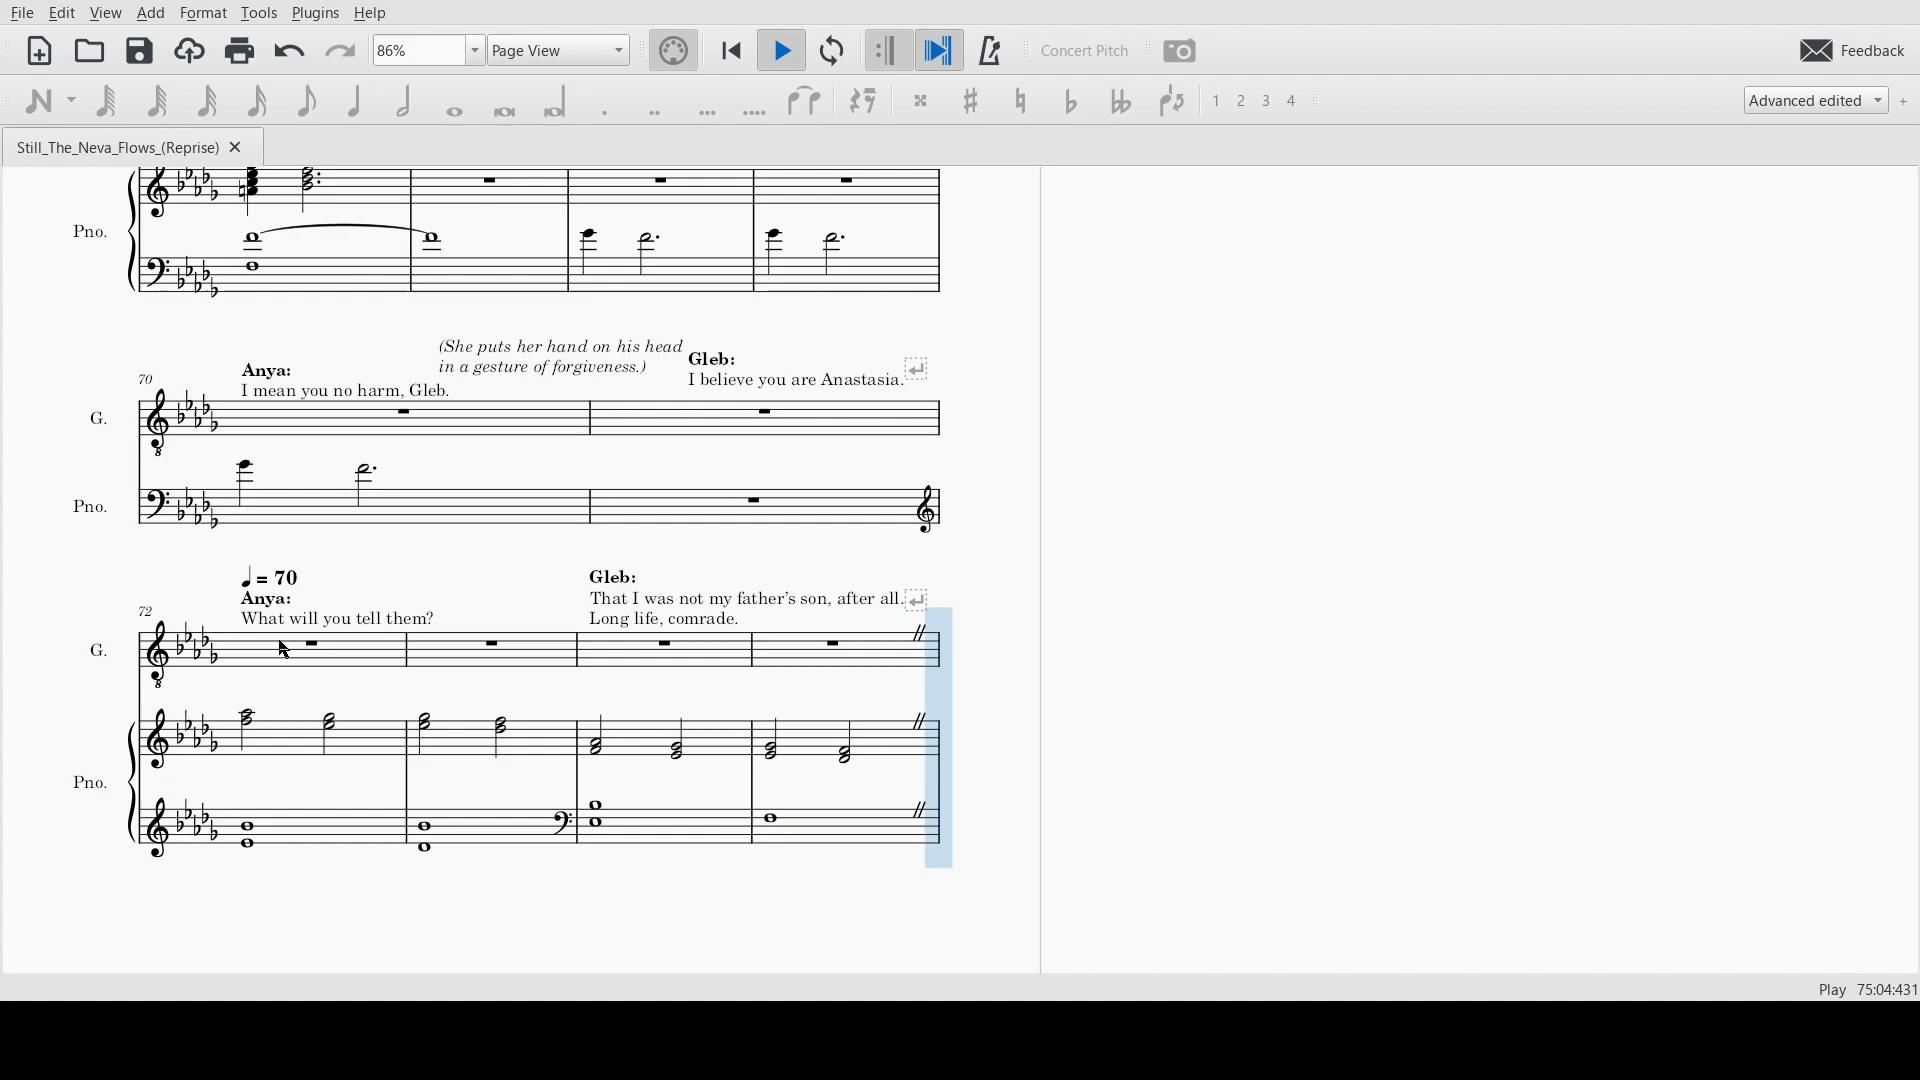 File Edit View Add Format Tools Plugins Help
86% Page View Concert Pitch Feedback
1 2 3 4 Advanced edited +
Still_The_Neva_Flows_(Reprise)
Pno.
(She puts her hand on his head
in a gesture of forgiveness.)
Anya:
I mean you no harm, Gleb.
Gleb:
I believe you are Anastasia.
70
G.
Pno.
= 70
Anya:
What will you tell them?
Gleb:
That I was not my father's son, after all.
Long life, comrade.
72
G.
Pno.
Play 75:04:431